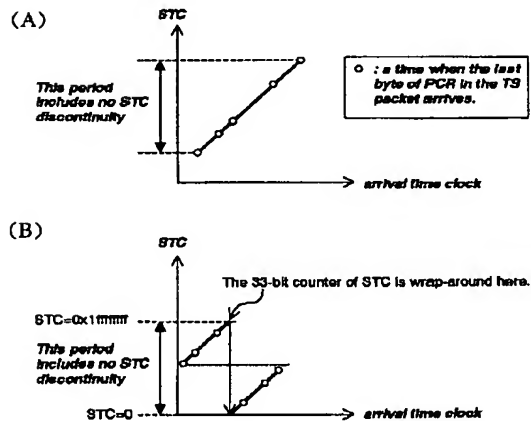 (A)
STC
This period
includes no STC
discontinuity
o : a time when the last
byte of PCR in the TS
packet arrives.
arrival time clock
(B)
STC
The 33-bit counter of STC is wrap-around here.
STC=0x1ffffffff
This period
includes no STC
discontinuity
STC=0
arrival time clock